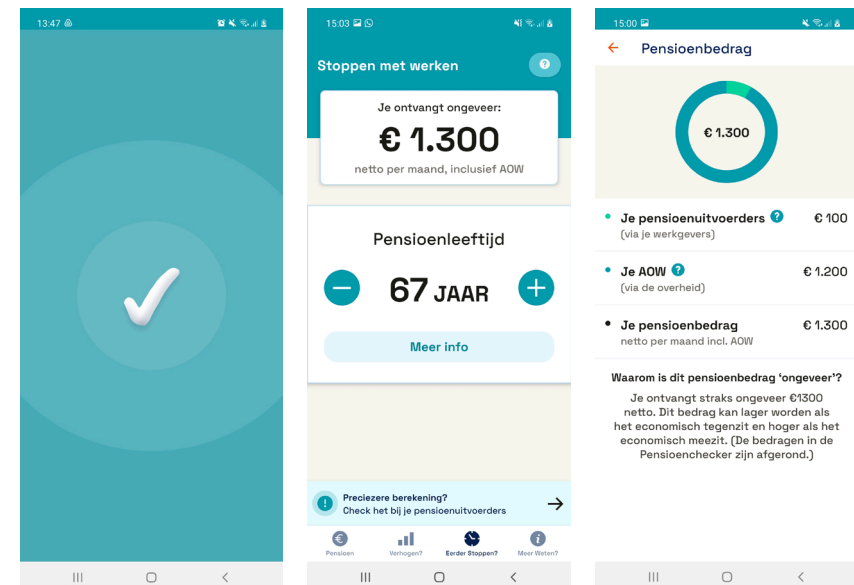 13:47
15:03
Stoppen met werken
?
Je ontvangt ongeveer:
€ 1.300
netto per maand, inclusief AOW
Pensioenleeftijd
67 JAAR
Meer info
Preciezere berekening?
Check het bij je pensioenuitvoerders
Pensioen
Verhogen?
Eerder Stoppen?
Meer Weten?
15:00
Pensioenbedrag
€ 1.300
Je pensioenuitvoerders ? € 100
(via je werkgevers)
Je AOW ? € 1.200
(via de overheid)
Je pensioenbedrag € 1.300
netto per maand incl. AOW
Waarom is dit pensioenbedrag ‘ongeveer’?
Je ontvangt straks ongeveer €1300
netto. Dit bedrag kan lager worden als
het economisch tegenzit en hoger als het
economisch meezit. (De bedragen in de
Pensioenchecker zijn afgerond.)